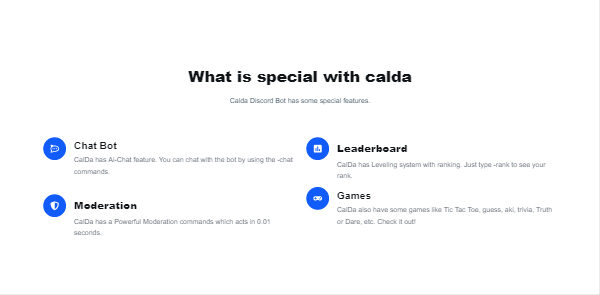 What is special with calda
Calda Discord Bot has some special features.
Chat Bot
CalDa has Ai-Chat feature. You can chat with the bot by using the -chat
commands.
Moderation
CalDa has a Powerful Moderation commands which acts in 0.01
seconds.
Leaderboard
CalDa has Leveling system with ranking. Just type -rank to see your
rank.
Games
CalDa also have some games like Tic Tac Toe, guess, aki, trivia, Truth
or Dare, etc. Check it out!